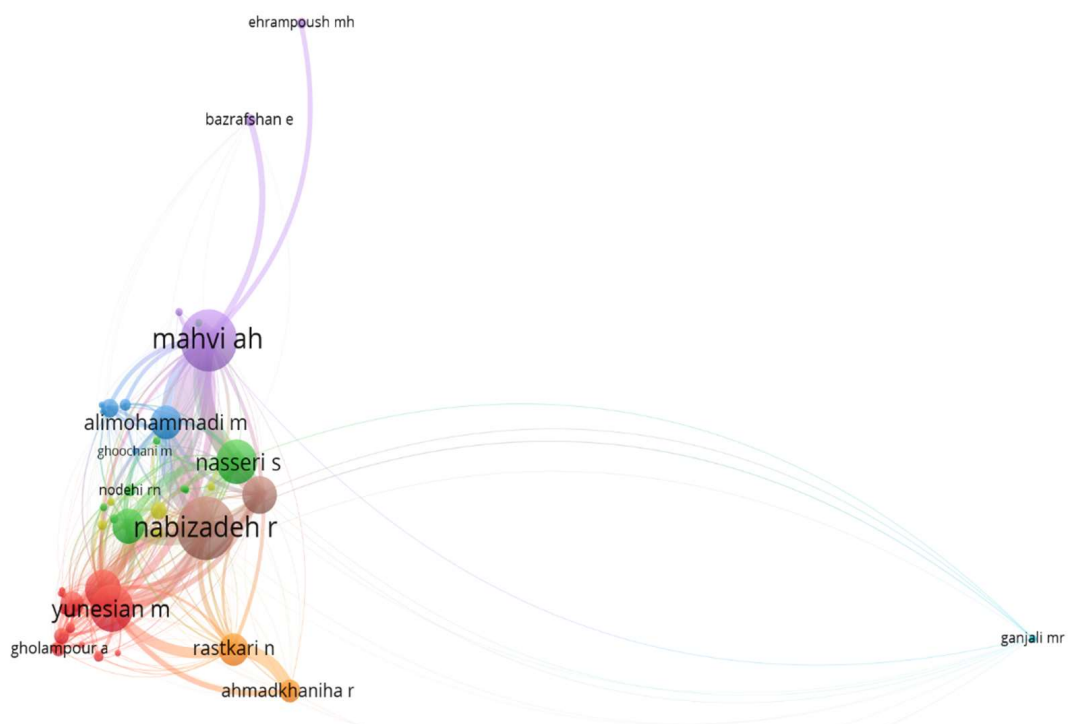 ehrampoush mh
bazrafshan e
mahvi ah
alimohammadi m
ghoochani m
nasseri s
nodehi rn
nabizadeh r
yunesian m
gholampour a
rastkari n
ganjali mr
ahmadkhaniha r